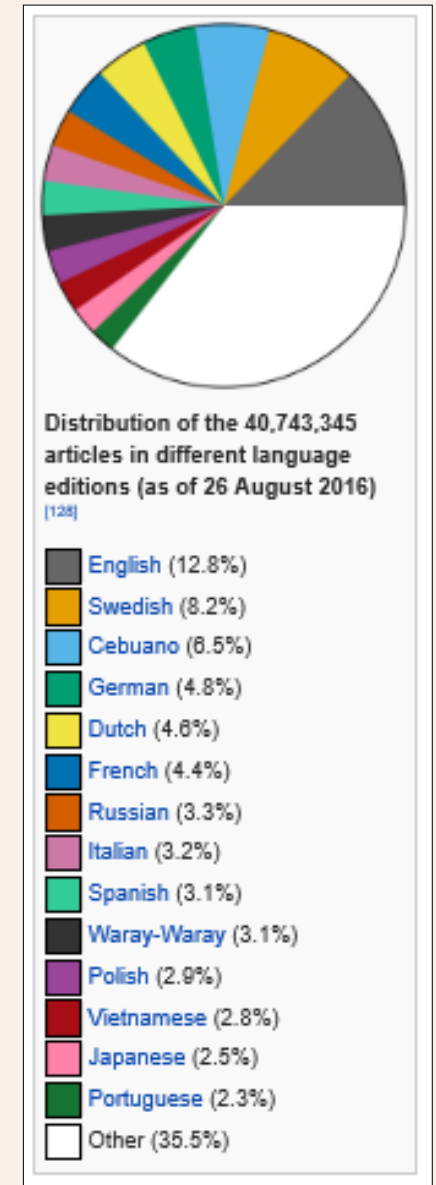 Distribution of the 40,743,345
articles in different language
editions (as of 26 August 2016)
[128]
English (12.8%)
Swedish (8.2%)
Cebuano (6.5%)
German (4.8%)
Dutch (4.6%)
French (4.4%)
Russian (3.3%)
Italian (3.2%)
Spanish (3.1%)
Waray-Waray (3.1%)
Polish (2.9%)
Vietnamese (2.8%)
Japanese (2.5%)
Portuguese (2.3%)
Other (35.5%)